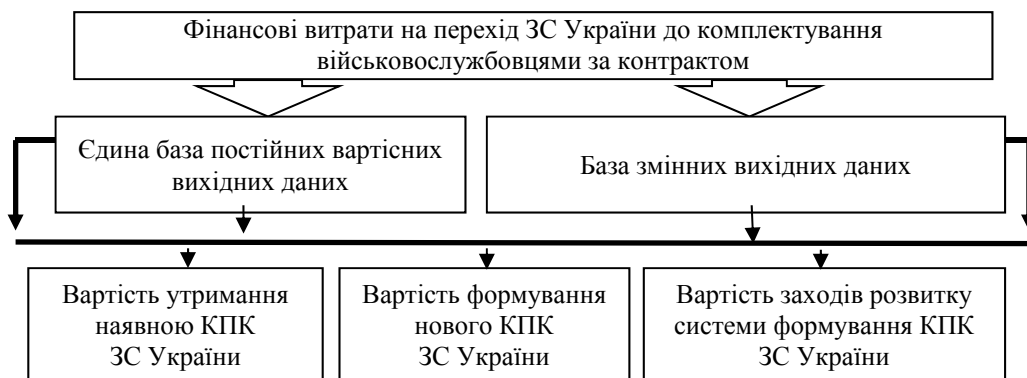 Фінансові витрати на перехід ЗС України до комплектування
військовослужбовцями за контрактом
Єдина база постійних вартісних
вихідних даних
База змінних вихідних даних
Вартість утримання
наявною КПК
ЗС України
Вартість формування
нового КПК
ЗС України
Вартість заходів розвитку
системи формування КПК
ЗС України